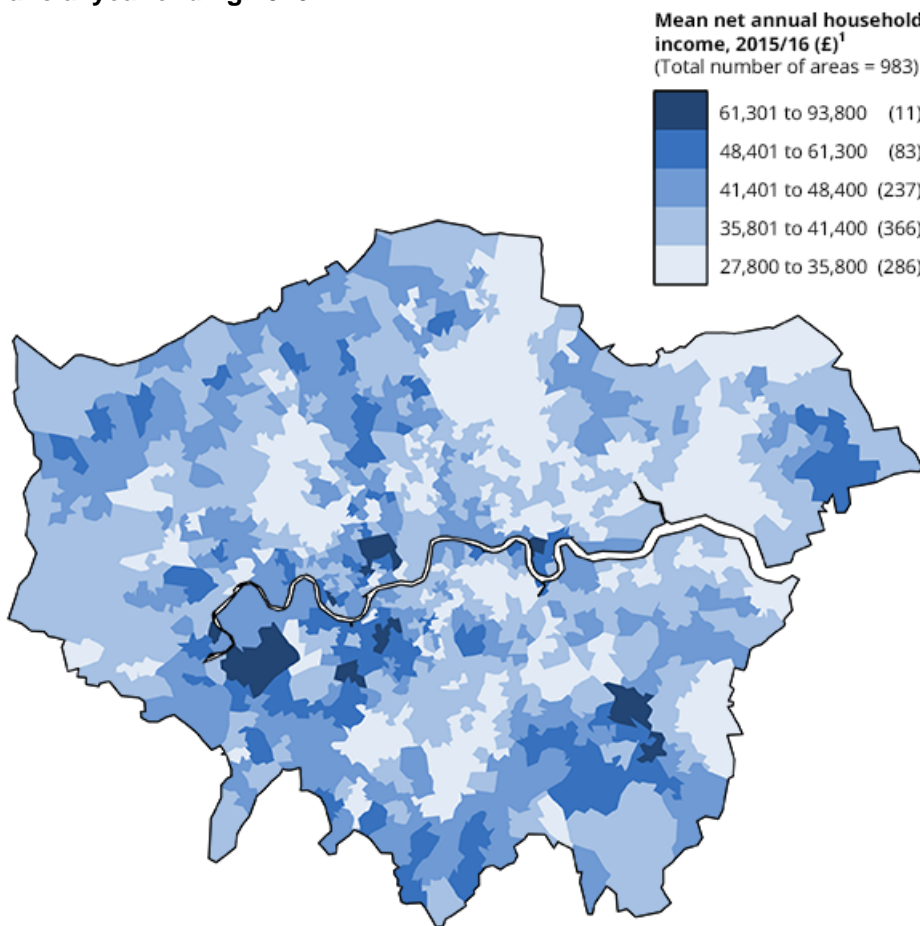 Mean net annual household
income, 2015/16 (£)¹
(Total number of areas = 983)
61,301 to 93,800 (11)
48,401 to 61,300 (83)
41,401 to 48,400 (237)
35,801 to 41,400 (366)
27,800 to 35,800 (286)